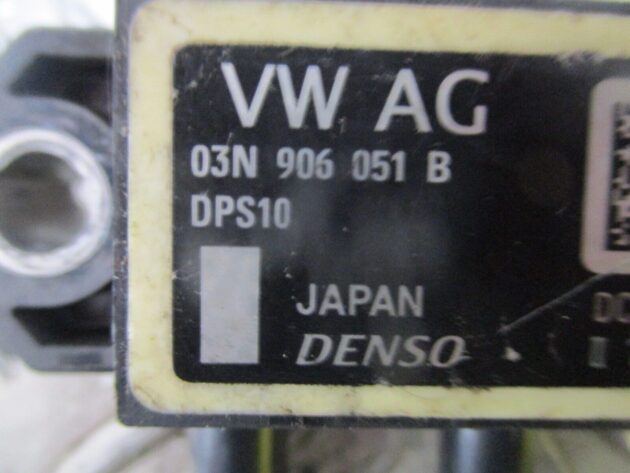 VW AG
03N 906 051 B
DPS10
JAPAN
DENSO